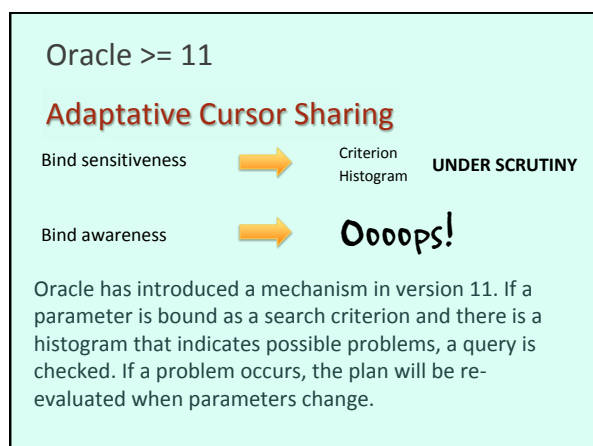 Oracle >= 11
Adaptative Cursor Sharing
Bind sensitiveness
Criterion
Histogram
UNDER SCRUTINY
Bind awareness
Oooops!
Oracle has introduced a mechanism in version 11. If a
parameter is bound as a search criterion and there is a
histogram that indicates possible problems, a query is
checked. If a problem occurs, the plan will be re-
evaluated when parameters change.